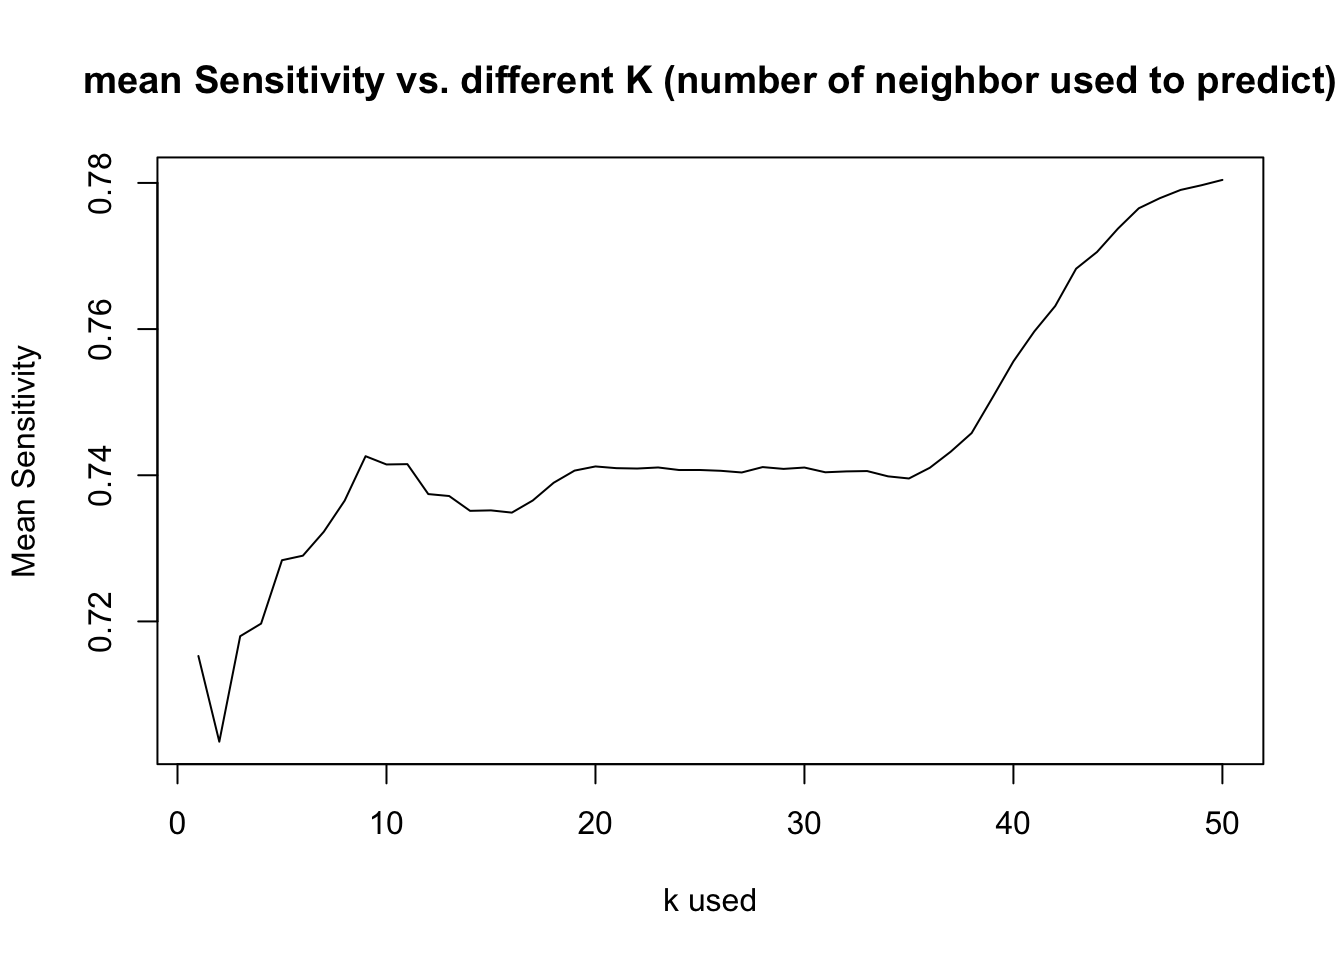 mean Sensitivity vs. different K (number of neighbor used to predict)
0.78
0.76
0.74
0.72
Mean Sensitivity
0 10 20 30 40 50
k used